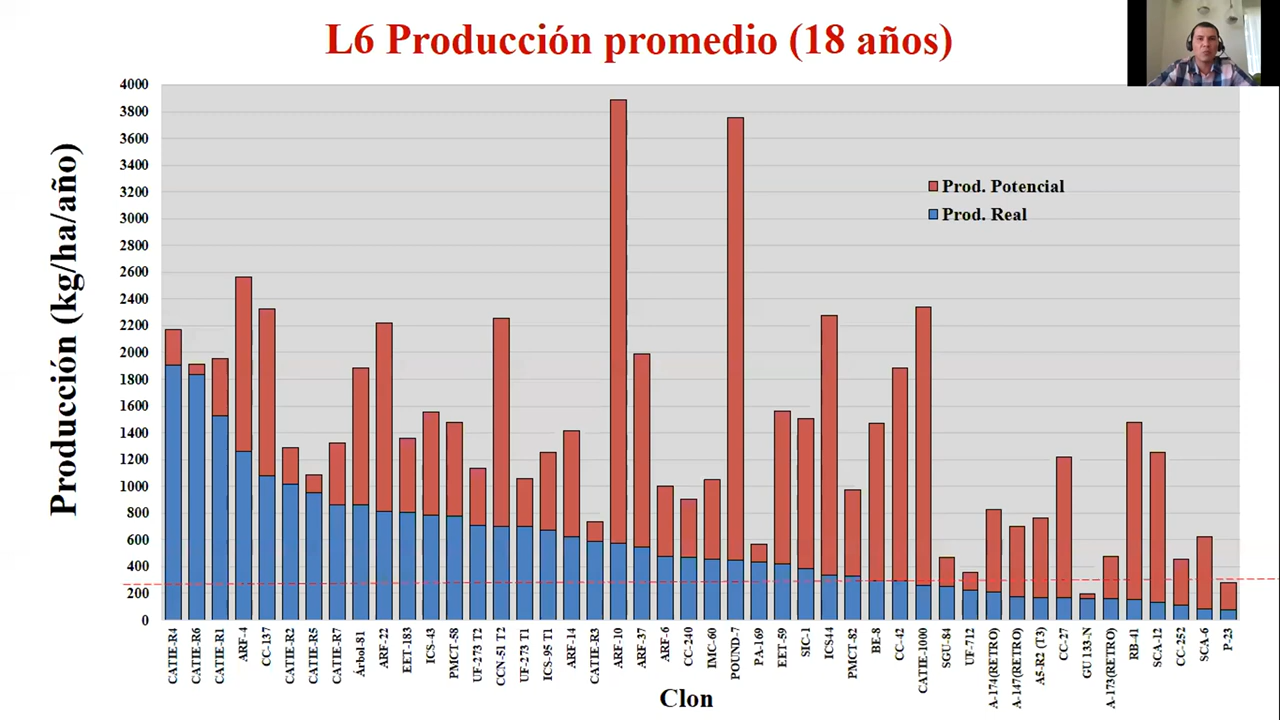 L6 Producción promedio (18 años)
Producción (kg/ha/año)
4000
3800
3600
3400
3200
3000
2800
2600
2400
2200
2000
1800
1600
1400
1200
1000
800
600
400
200
0
Prod. Potencial
Prod. Real
CATIE-R4
CATIE-R6
CATIE-R1
ARF-4
CC-137
CATIE-R2
CATIE-R5
CATIE-R7
Árbol-81
ARF-22
EET-183
ICS-43
PMCT-58
UF-273 T2
CCN-51 T2
UF-273 T1
ICS-95 T1
ARF-14
CATIE-R3
ARF-10
ARF-37
ARF-6
CC-240
IMC-60
POUND-7
PA-169
EET-59
SIC-1
ICS44
PMCT-82
BE-8
CC-42
CATIE-1000
SGU-84
UF-712
A-174(RETRO)
A-147(RETRO)
A5-R2 (T3)
CC-27
GU 133-N
A-173(RETRO)
RB-41
SCA-12
CC-252
SCA-6
P-23
Clon